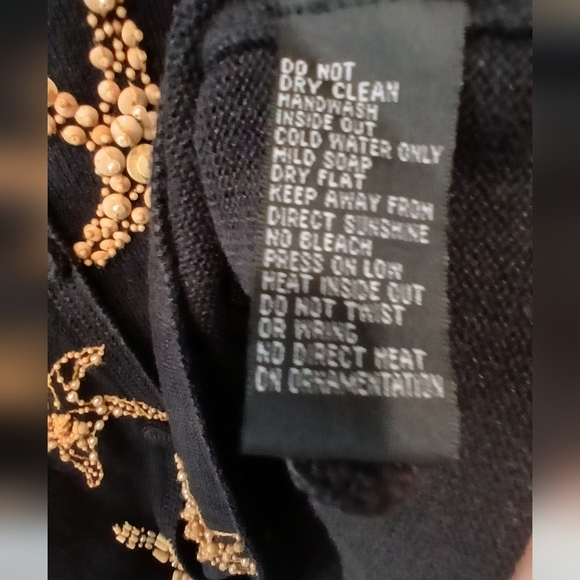 DO NOT
DRY CLEAN
HANDWASH
INSIDE OUT
COLD WATER ONLY
MILD SOAP
DRY FLAT
KEEP AWAY FROM
DIRECT SUNSHINE
NO BLEACH
PRESS ON LOW
HEAT INSIDE OUT
DO NOT TWIST
OR WRING
NO DIRECT HEAT
ON ORNAMENTATION